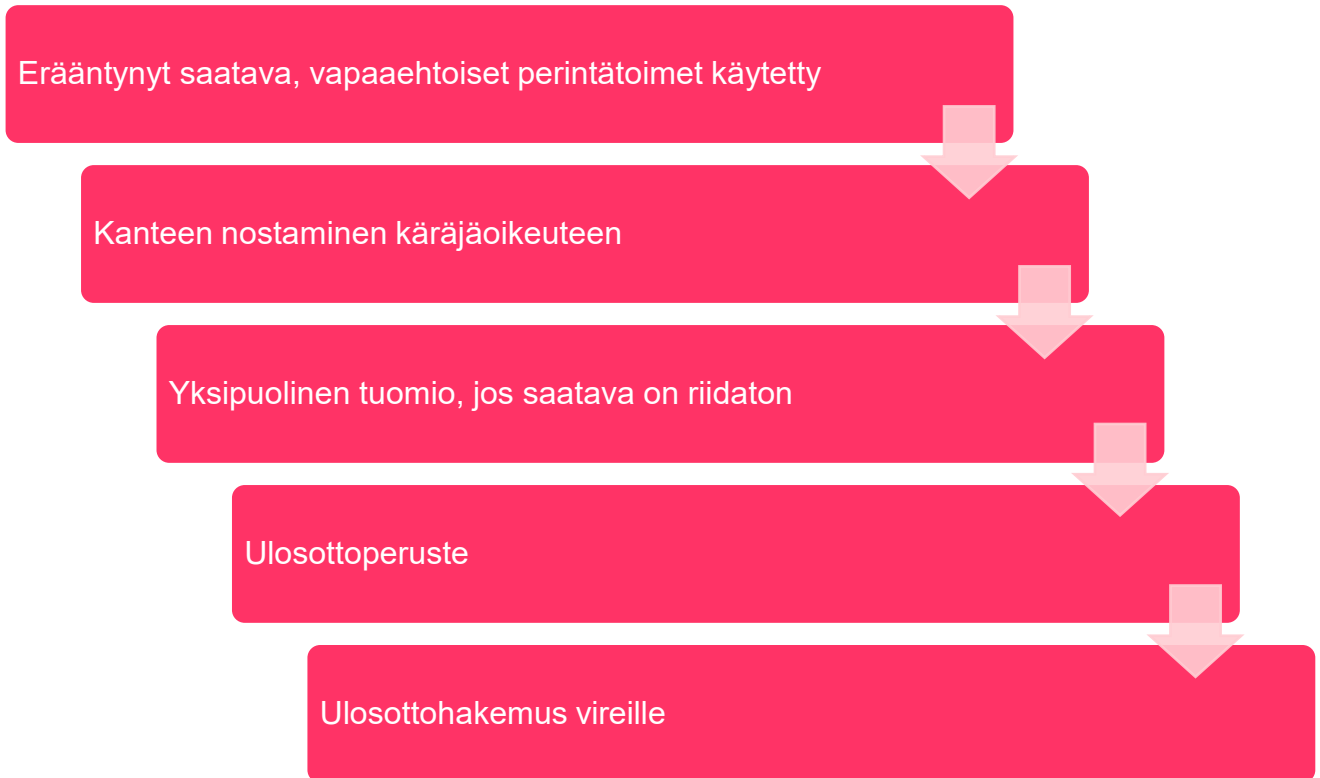 Erääntynyt saatava, vapaaehtoiset perintätoimet käytetty
Kanteen nostaminen käräjäoikeuteen
Yksipuolinen tuomio, jos saatava on riidaton
Ulosottoperuste
Ulosottohakemus vireille